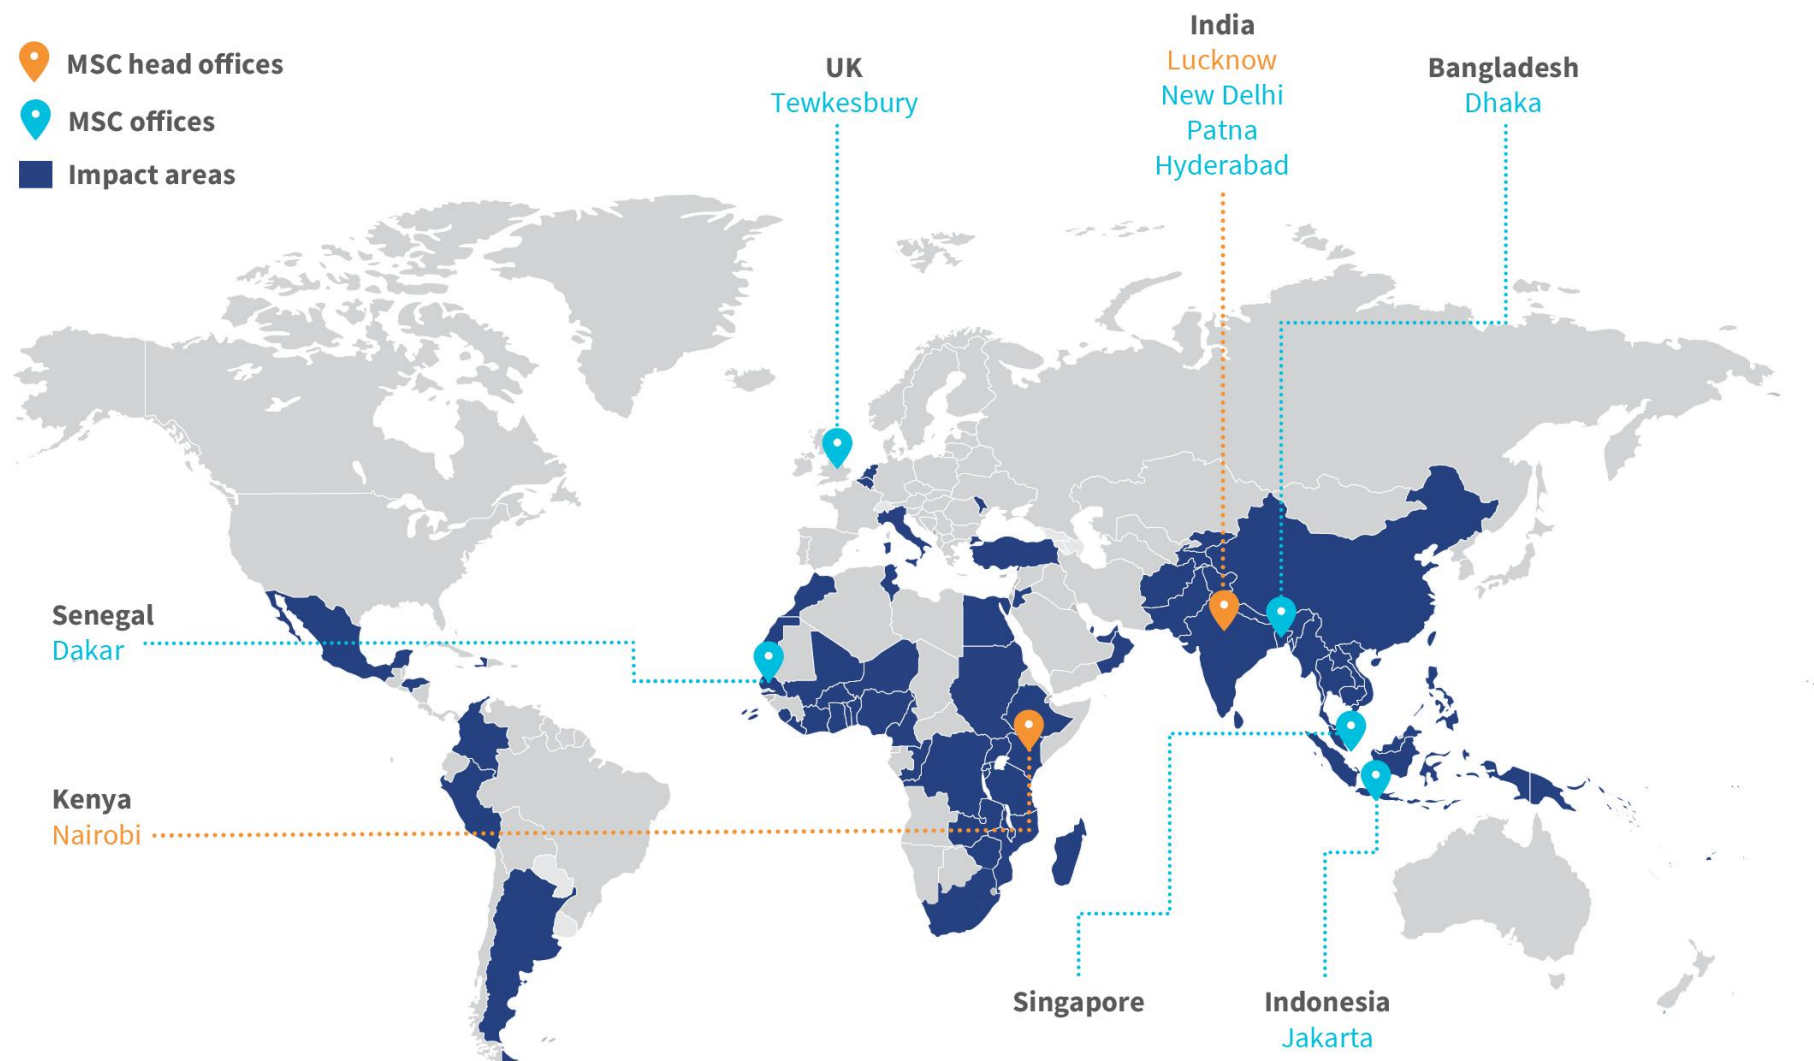 MSC head offices
MSC offices
Impact areas
UK
Tewkesbury
India
Lucknow
New Delhi
Patna
Hyderabad
Bangladesh
Dhaka
Senegal
Dakar
Kenya
Nairobi
Singapore
Indonesia
Jakarta